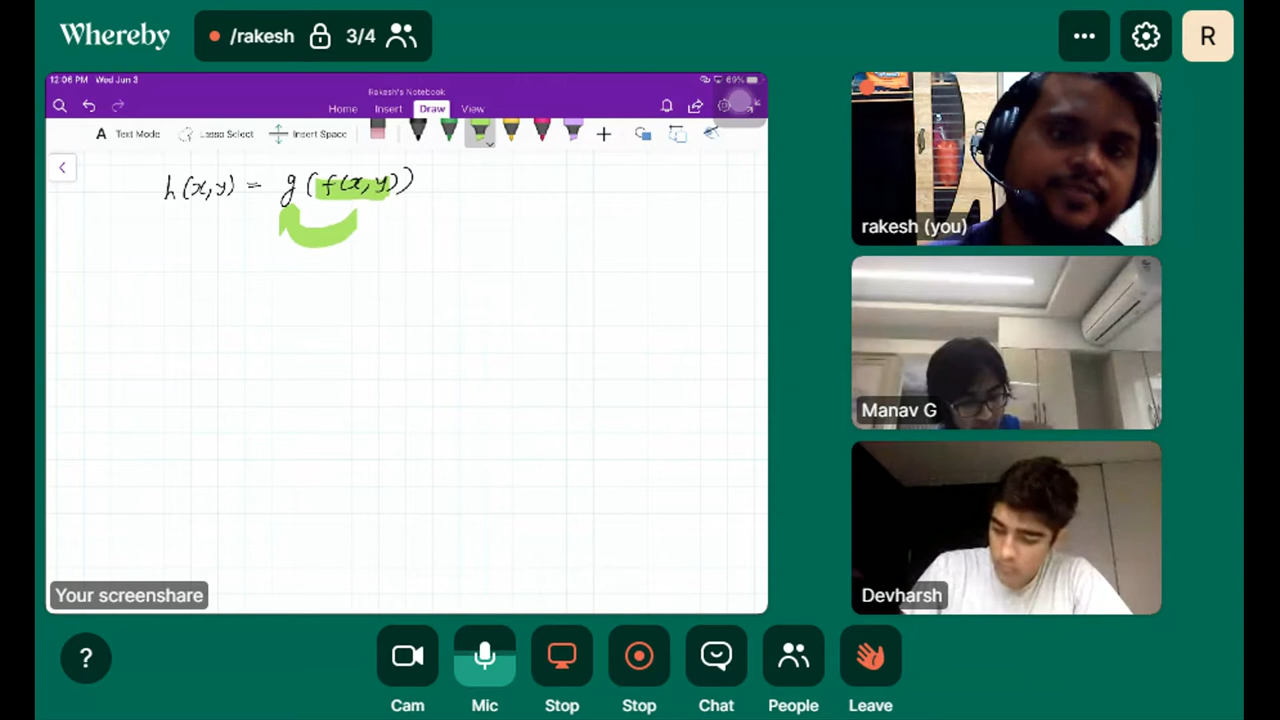 Whereby
/rakesh 3/4
R
12:06 PM Wed Jun 3
69%
Rakesh's Notebook
Home Insert Draw View
A Text Mode Lasso Select Insert Space
h(x,y) = g(f(x,y))
Your screenshare
rakesh (you)
Manav G
Devharsh
?
Cam Mic Stop Stop Chat People Leave